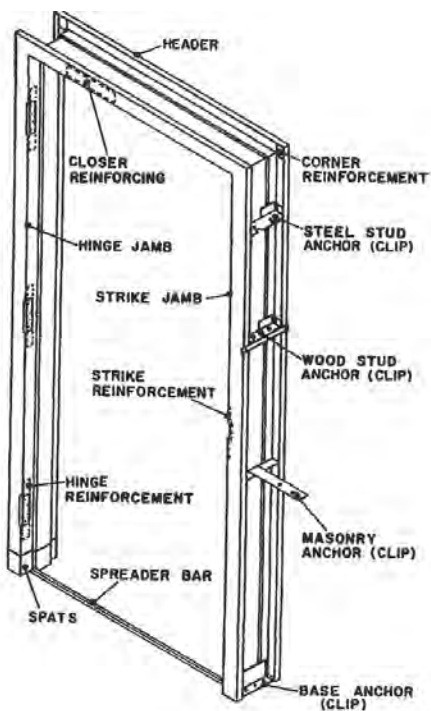 HEADER
CLOSER
REINFORCING
CORNER
REINFORCEMENT
HINGE JAMB
STEEL STUD
ANCHOR (CLIP)
STRIKE JAMB
WOOD STUD
ANCHOR (CLIP)
STRIKE
REINFORCEMENT
HINGE
REINFORCEMENT
MASONRY
ANCHOR (CLIP)
SPREADER BAR
SPATS
BASE ANCHOR
(CLIP)